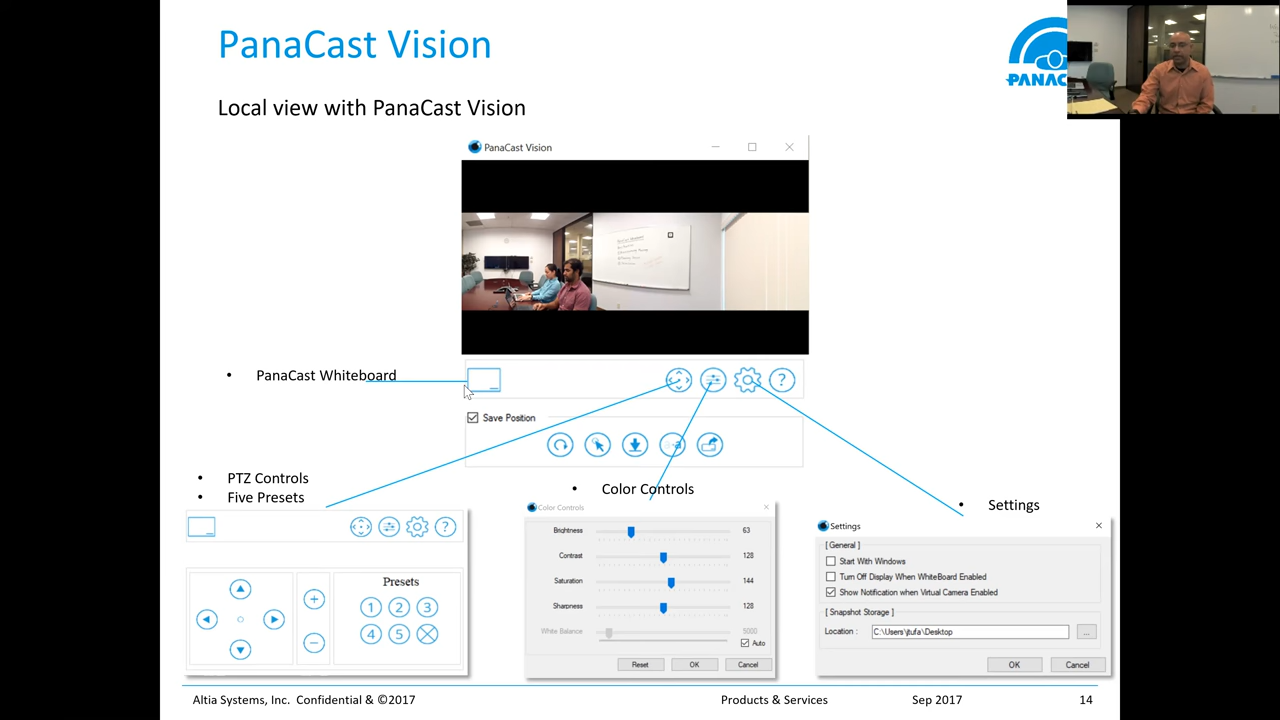 PanaCast Vision
PANAC
Local view with PanaCast Vision
PanaCast Vision
• PanaCast Whiteboard
?
Save Position
• PTZ Controls
• Five Presets
• Color Controls
• Settings
?
Presets
+
1 2 3
4 5
−
Color Controls
Brightness 63
Contrast 128
Saturation 144
Sharpness 128
White Balance 5000
Auto
Reset OK Cancel
Settings
[ General ]
Start With Windows
Turn Off Display When WhiteBoard Enabled
Show Notification when Virtual Camera Enabled
[ Snapshot Storage ]
Location : C:\Users\jtufa\Desktop ...
OK Cancel
Altia Systems, Inc. Confidential & ©2017 Products & Services Sep 2017 14